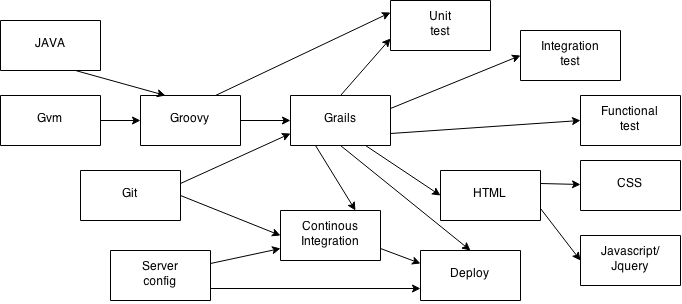 Unit
test
JAVA
Integration
test
Gvm
Groovy
Grails
Functional
test
Git
HTML
CSS
Continous
Integration
Server
config
Deploy
Javascript/
Jquery